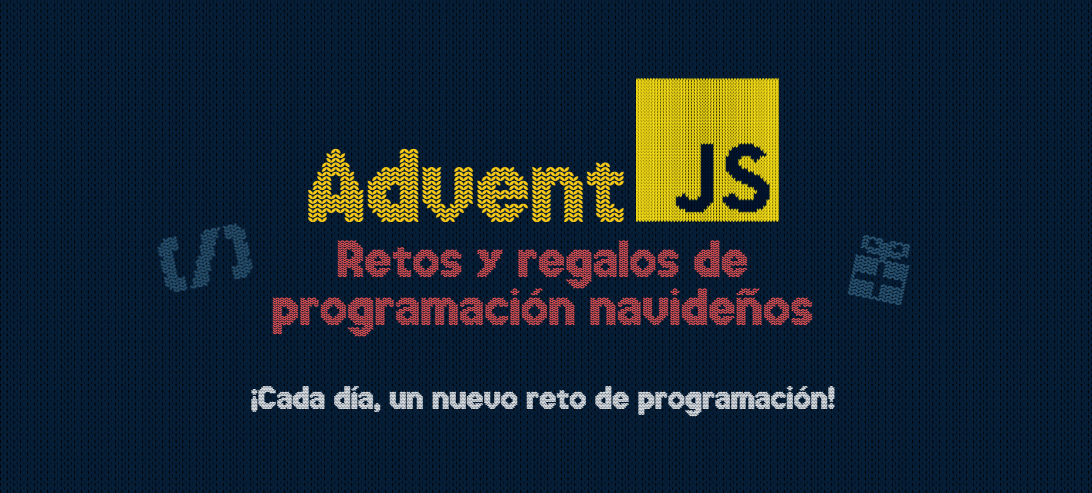 Advent JS
Retos y regalos de
programación navideños
¡Cada día, un nuevo reto de programación!